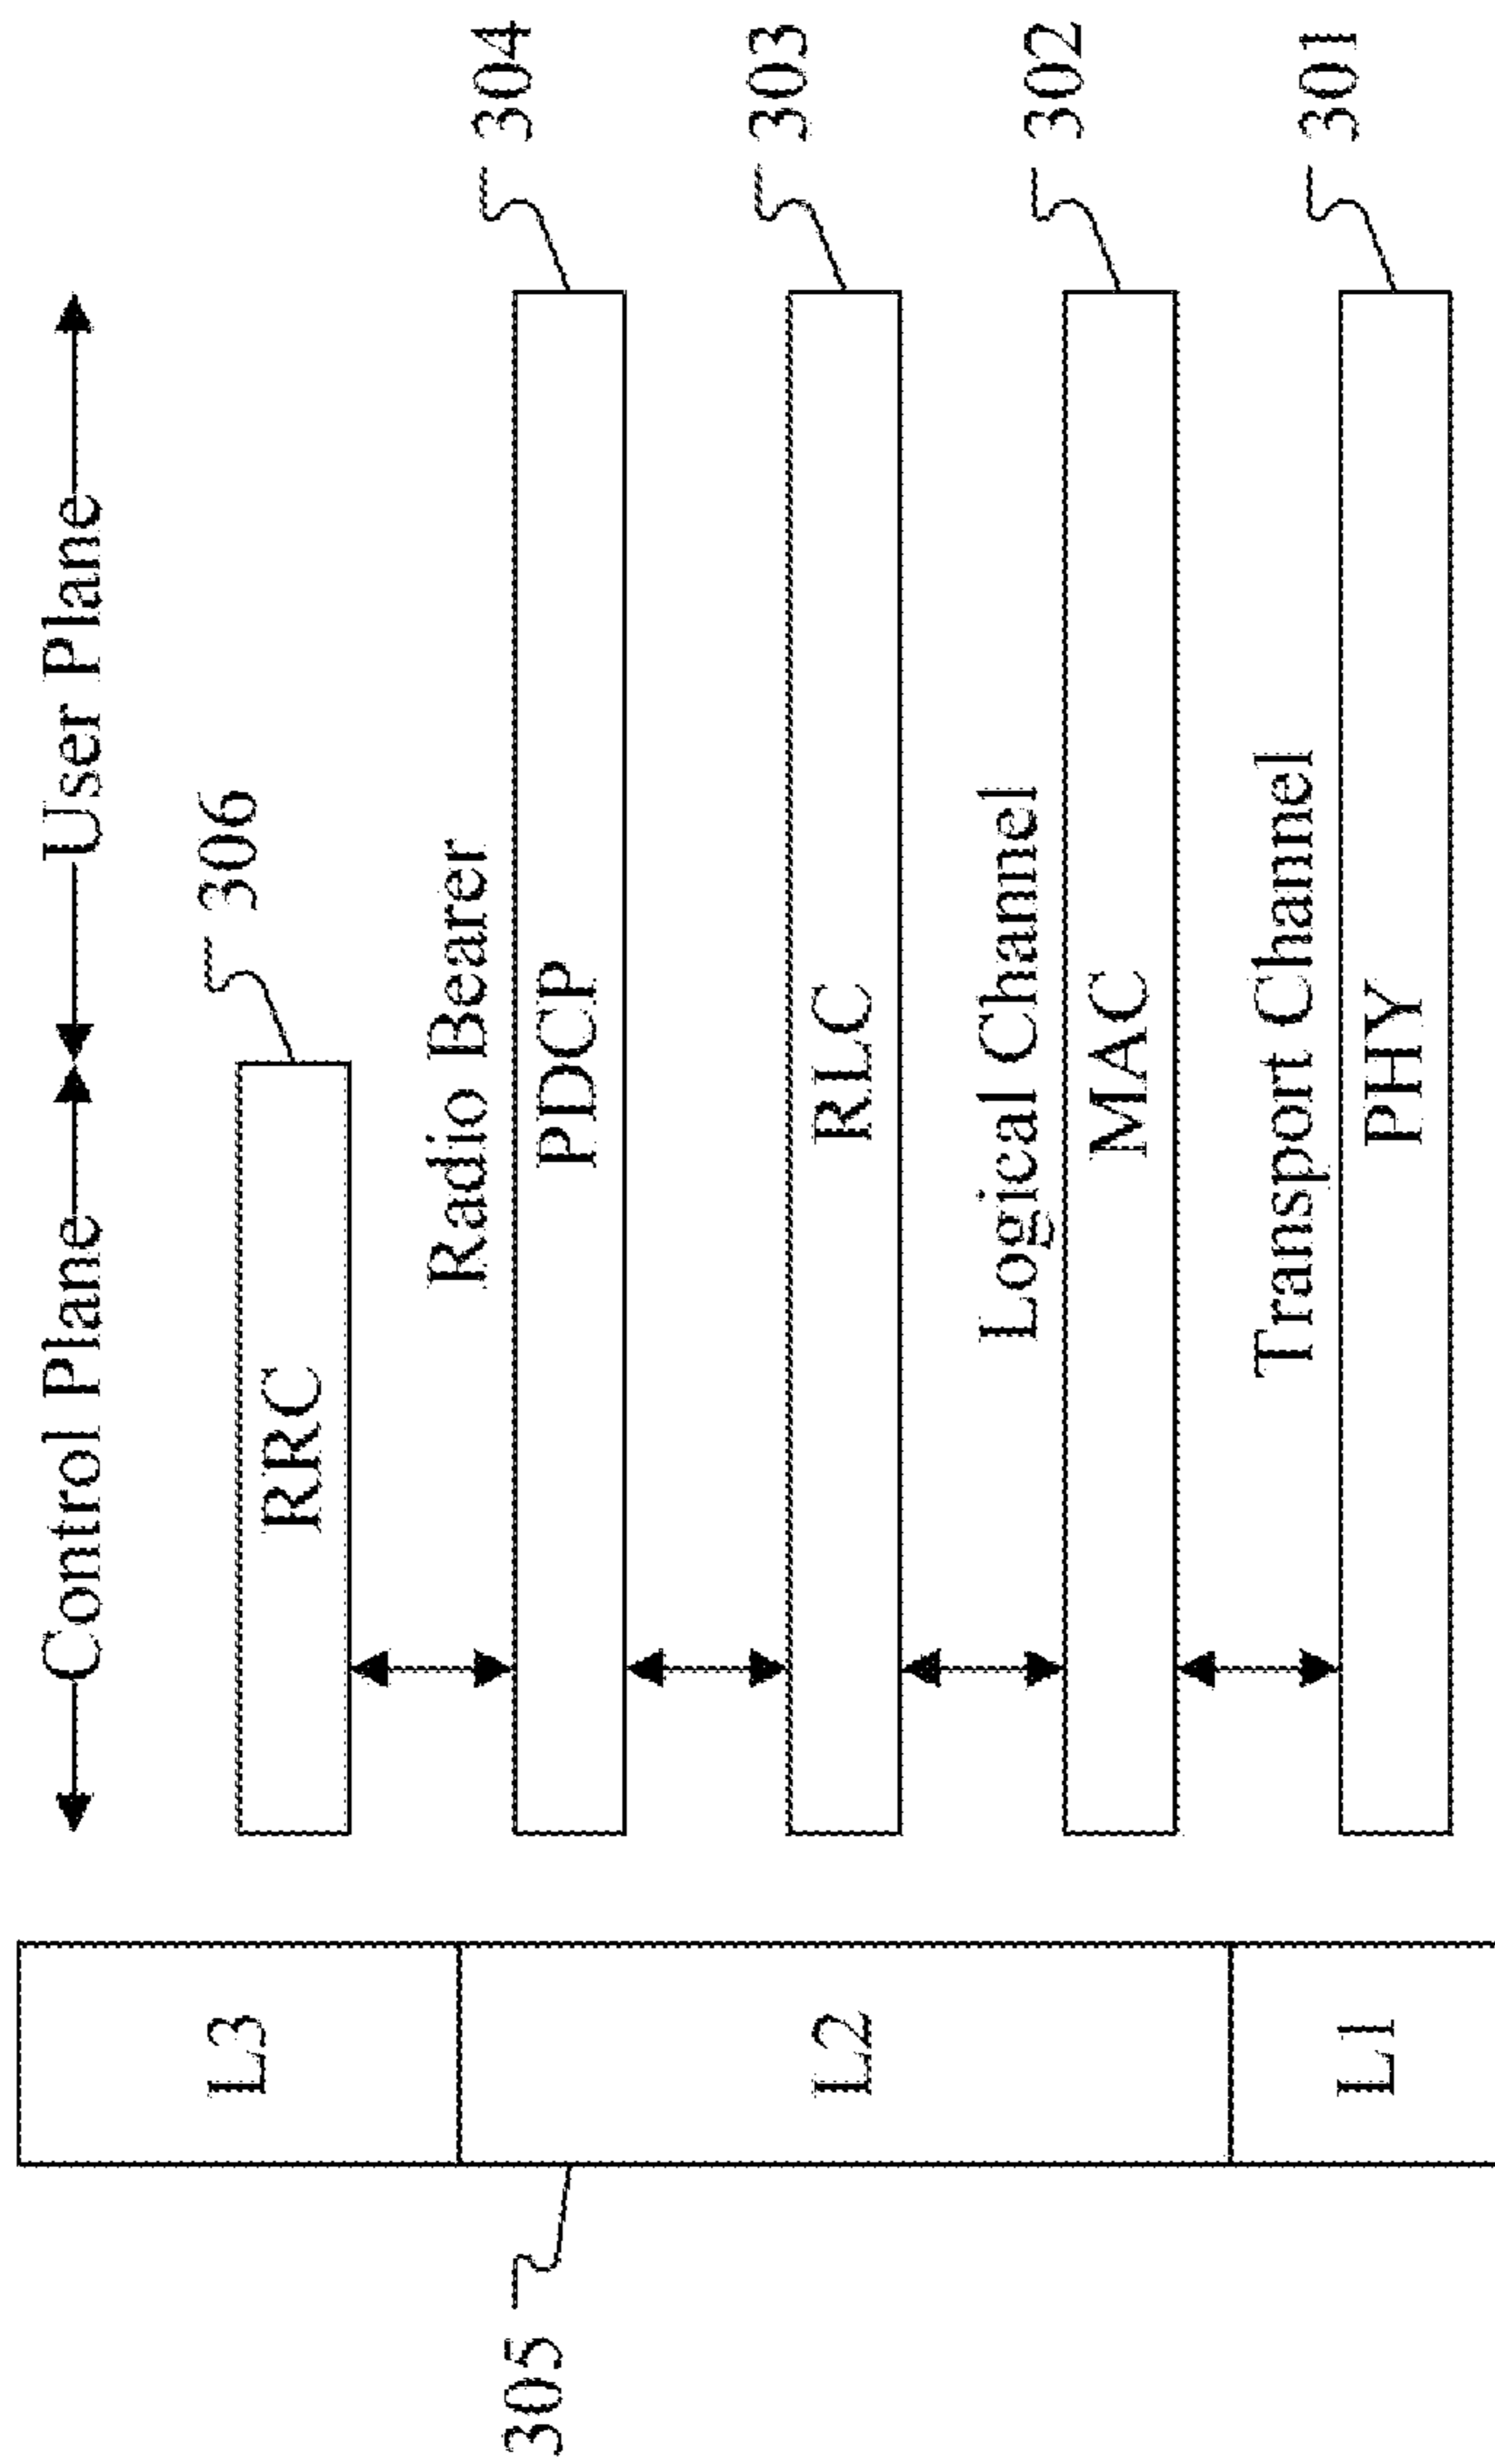 Control Plane
User Plane
306
RRC
L3
Radio Bearer
304
305
PDCP
303
L2
RLC
Logical Channel
302
MAC
Transport Channel
301
L1
PHY